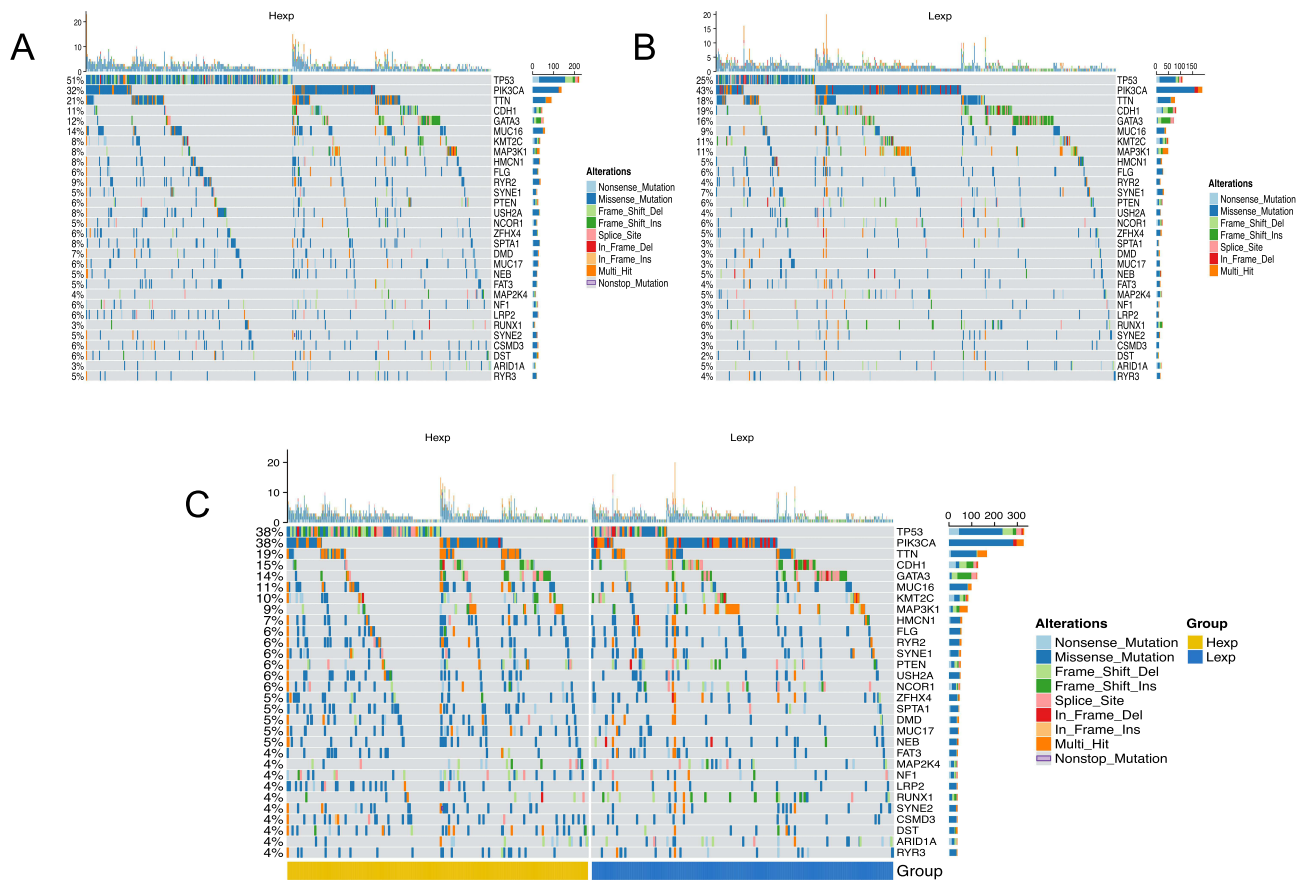 A
Hexp
20
10
0
0 100 200
51% TP53
32% PIK3CA
21% TTN
11% CDH1
12% GATA3
14% MUC16
8% KMT2C
8% MAP3K1
8% HMCN1
6% FLG
9% RYR2
5% SYNE1
6% PTEN
8% USH2A
5% NCOR1
6% ZFHX4
8% SPTA1
7% DMD
6% MUC17
5% NEB
5% FAT3
4% MAP2K4
6% NF1
6% LRP2
3% RUNX1
5% SYNE2
6% CSMD3
6% DST
3% ARID1A
5% RYR3
Alterations
Nonsense_Mutation
Missense_Mutation
Frame_Shift_Del
Frame_Shift_Ins
Splice_Site
In_Frame_Del
In_Frame_Ins
Multi_Hit
Nonstop_Mutation
B
Lexp
20
15
10
5
0
0 50 100 150
25% TP53
43% PIK3CA
18% TTN
19% CDH1
16% GATA3
9% MUC16
11% KMT2C
11% MAP3K1
5% HMCN1
6% FLG
4% RYR2
7% SYNE1
6% PTEN
4% USH2A
6% NCOR1
5% ZFHX4
3% SPTA1
3% DMD
3% MUC17
5% NEB
4% FAT3
5% MAP2K4
3% NF1
3% LRP2
6% RUNX1
3% SYNE2
3% CSMD3
2% DST
5% ARID1A
4% RYR3
Alterations
Nonsense_Mutation
Missense_Mutation
Frame_Shift_Del
Frame_Shift_Ins
Splice_Site
In_Frame_Del
Multi_Hit
C
Hexp Lexp
20
10
0
0 100 200 300
38% TP53
38% PIK3CA
19% TTN
15% CDH1
14% GATA3
11% MUC16
10% KMT2C
9% MAP3K1
7% HMCN1
6% FLG
6% RYR2
6% SYNE1
6% PTEN
6% USH2A
6% NCOR1
5% ZFHX4
5% SPTA1
5% DMD
5% MUC17
5% NEB
4% FAT3
4% MAP2K4
4% NF1
4% LRP2
4% RUNX1
4% SYNE2
4% CSMD3
4% DST
4% ARID1A
4% RYR3
Group
Alterations
Nonsense_Mutation
Missense_Mutation
Frame_Shift_Del
Frame_Shift_Ins
Splice_Site
In_Frame_Del
In_Frame_Ins
Multi_Hit
Nonstop_Mutation
Group
Hexp
Lexp